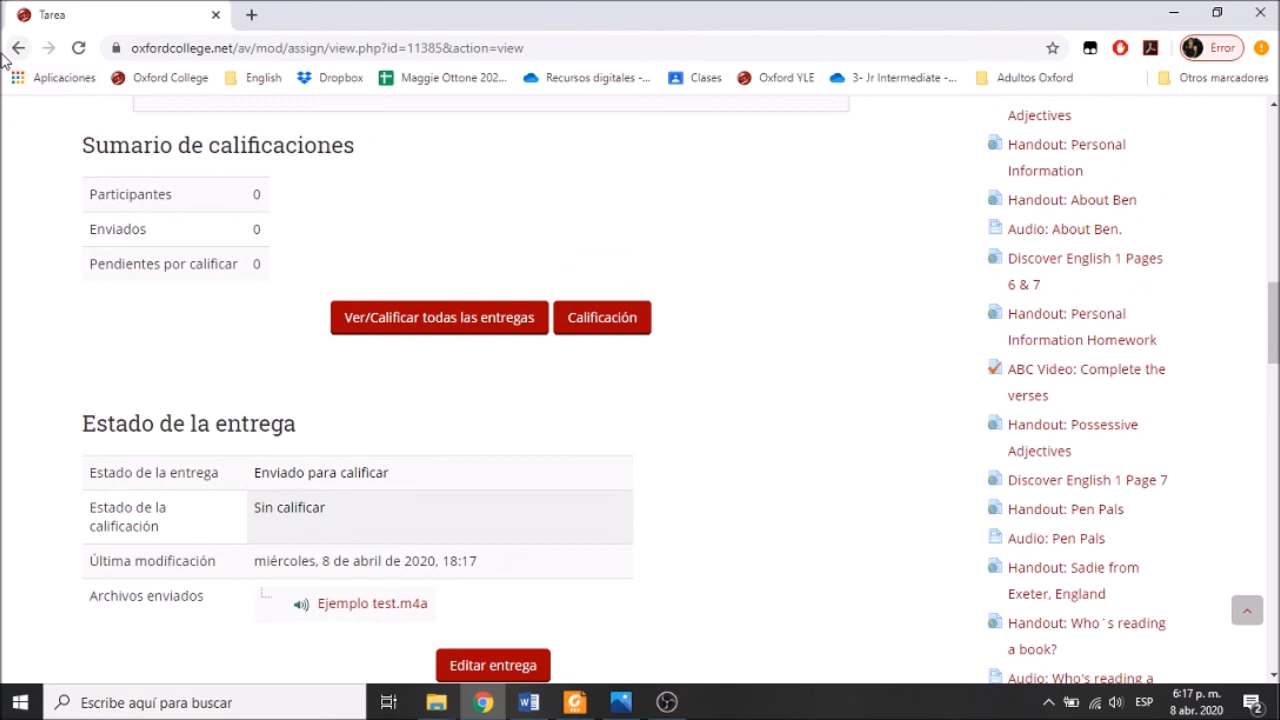 Tarea
oxfordcollege.net/av/mod/assign/view.php?id=11385&action=view
Error
Aplicaciones
Oxford College
English
Dropbox
Maggie Ottone 202...
Recursos digitales -...
Clases
Oxford YLE
3- Jr Intermediate -...
Adultos Oxford
Otros marcadores
Sumario de calificaciones
Participantes 0
Enviados 0
Pendientes por calificar 0
Ver/Calificar todas las entregas
Calificación
Estado de la entrega
Estado de la entrega Enviado para calificar
Estado de la
calificación
Sin calificar
Última modificación miércoles, 8 de abril de 2020, 18:17
Archivos enviados
Ejemplo test.m4a
Editar entrega
Adjectives
Handout: Personal
Information
Handout: About Ben
Audio: About Ben.
Discover English 1 Pages
6 & 7
Handout: Personal
Information Homework
ABC Video: Complete the
verses
Handout: Possessive
Adjectives
Discover English 1 Page 7
Handout: Pen Pals
Audio: Pen Pals
Handout: Sadie from
Exeter, England
Handout: Who´s reading
a book?
Audio: Who's reading a
Escribe aquí para buscar
ESP
6:17 p. m.
8 abr. 2020
2